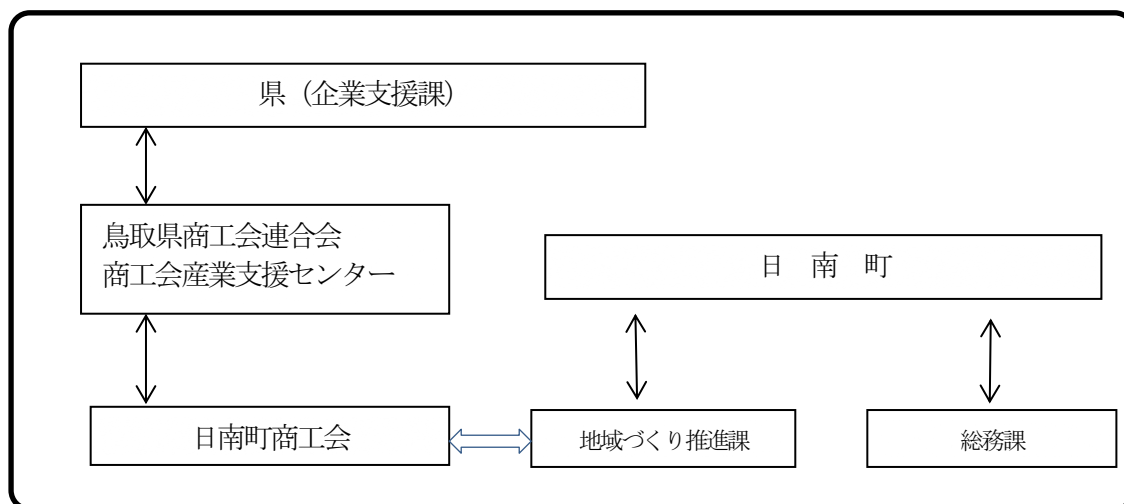 県（企業支援課）
鳥取県商工会連合会
商工会産業支援センター
日　南　町
日南町商工会
地域づくり推進課
総務課